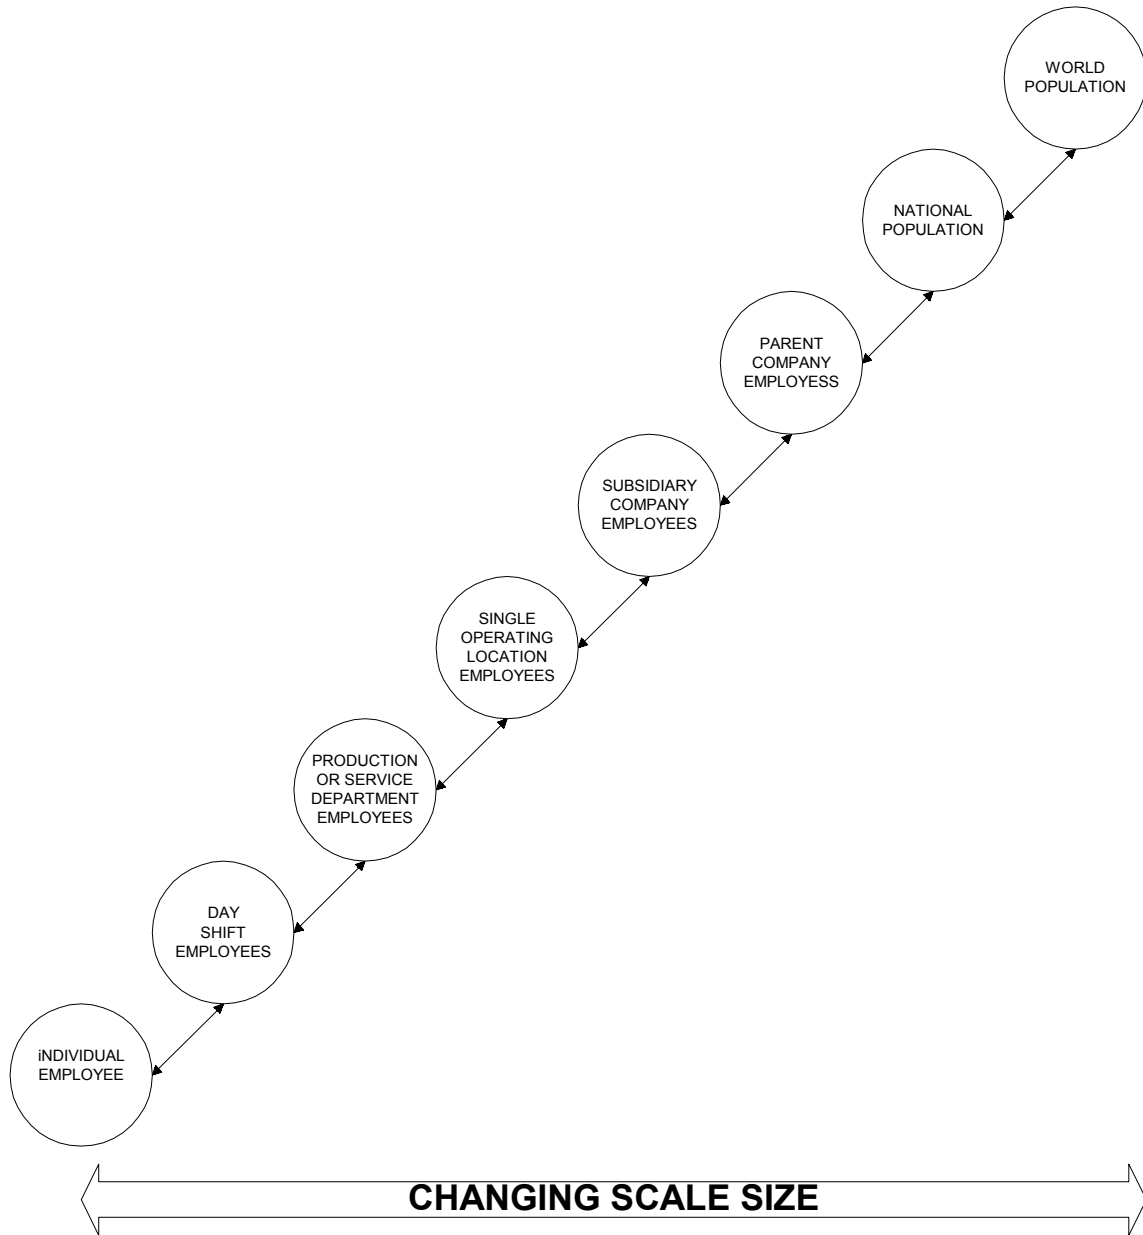 WORLD
POPULATION
NATIONAL
POPULATION
PARENT
COMPANY
EMPLOYESS
SUBSIDIARY
COMPANY
EMPLOYEES
SINGLE
OPERATING
LOCATION
EMPLOYEES
PRODUCTION
OR SERVICE
DEPARTMENT
EMPLOYEES
DAY
SHIFT
EMPLOYEES
iNDIVIDUAL
EMPLOYEE
CHANGING SCALE SIZE